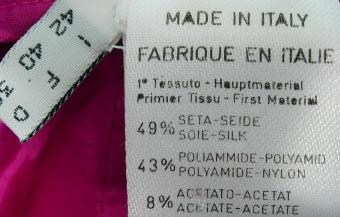 I 42
F 40
D 3
MADE IN ITALY
FABRIQUE EN ITALIE
1° Tessuto - Hauptmaterial
Primier Tissu - First Material
49% SETA-SEIDE
SOIE-SILK
43% POLIAMMIDE-POLYAMID
POLYAMIDE-NYLON
8% ACETATO-ACETAT
ACETATE-ACETATE